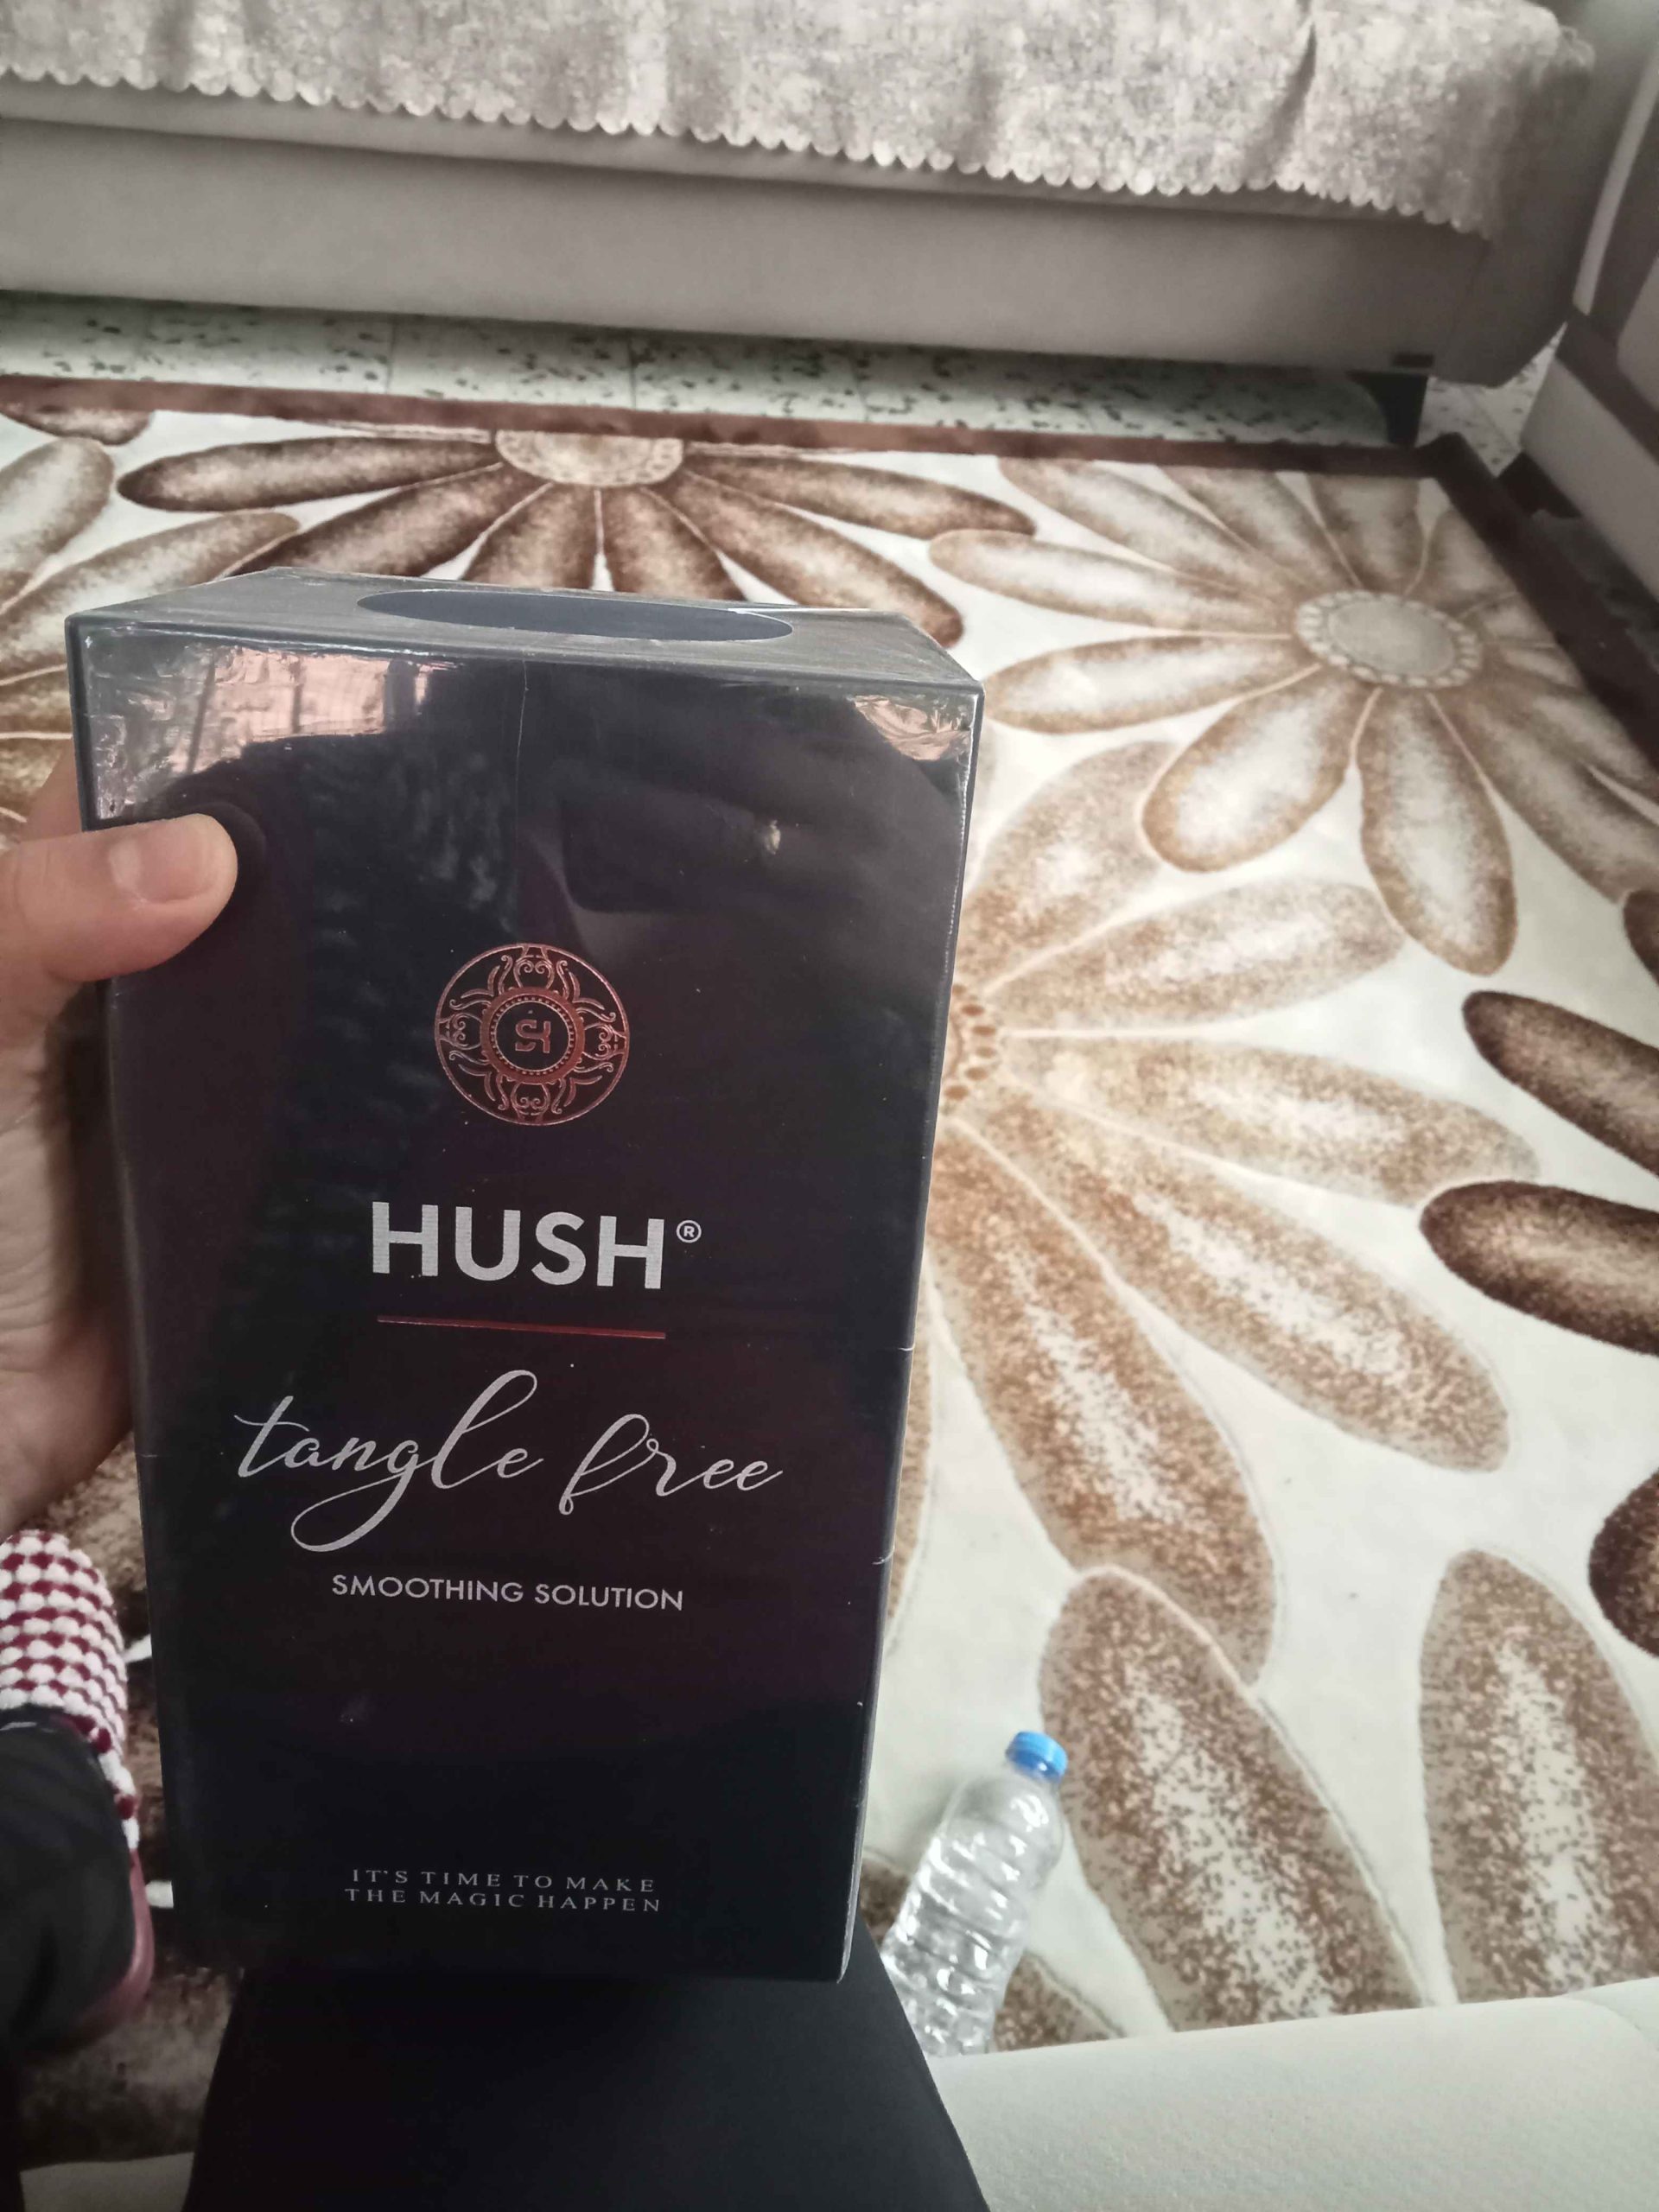 HUSH®
tangle free
SMOOTHING SOLUTION
IT'S TIME TO MAKE
THE MAGIC HAPPEN